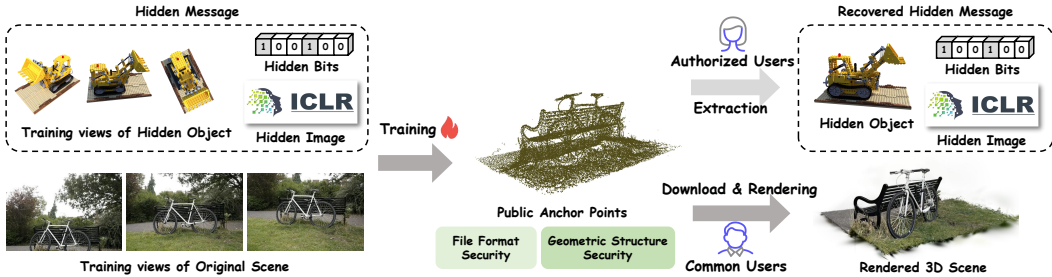 Hidden Message
1 0 0 1 0 0
Hidden Bits
ICLR
Training views of Hidden Object
Hidden Image
Training views of Original Scene
Training
Public Anchor Points
File Format
Security
Geometric Structure
Security
Authorized Users
Extraction
Download & Rendering
Common Users
Recovered Hidden Message
1 0 0 1 0 0
Hidden Bits
ICLR
Hidden Object
Hidden Image
Rendered 3D Scene